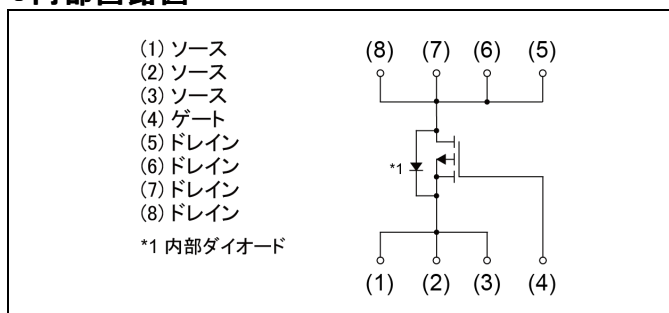 (1) ソース
(2) ソース
(3) ソース
(4) ゲート
(5) ドレイン
(6) ドレイン
(7) ドレイン
(8) ドレイン
*1 内部ダイオード
(8) (7) (6) (5)
*1
(1) (2) (3) (4)